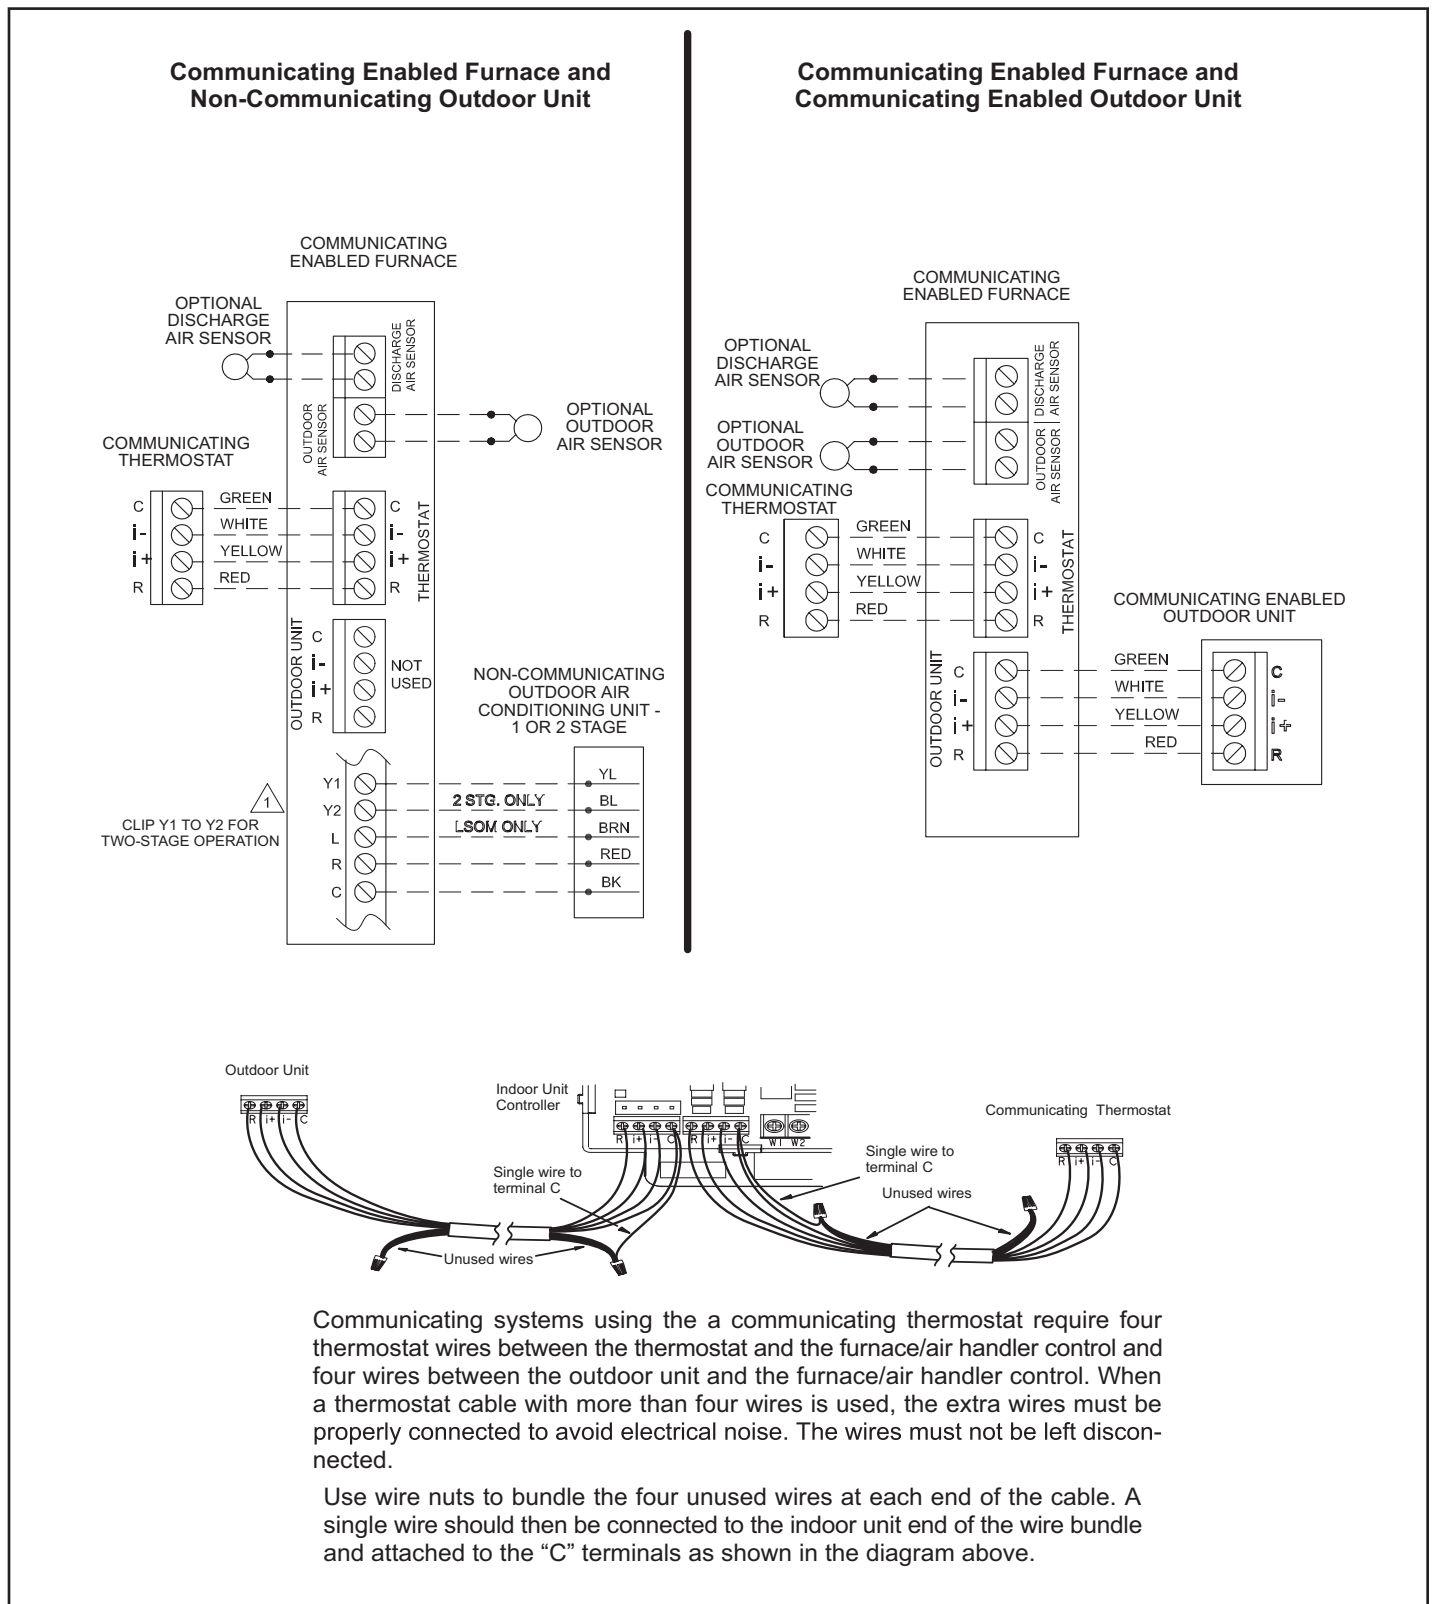 Communicating Enabled Furnace and
Non-Communicating Outdoor Unit
COMMUNICATING
ENABLED FURNACE
OPTIONAL
DISCHARGE
AIR SENSOR
DISCHARGE
AIR SENSOR
OUTDOOR
AIR SENSOR
OPTIONAL
OUTDOOR
AIR SENSOR
COMMUNICATING
THERMOSTAT
C GREEN C
i- WHITE i-
i+ YELLOW i+
R RED R
THERMOSTAT
OUTDOOR UNIT
C
i-
i+
R
NOT
USED
NON-COMMUNICATING
OUTDOOR AIR
CONDITIONING UNIT -
1 OR 2 STAGE
1
CLIP Y1 TO Y2 FOR
TWO-STAGE OPERATION
Y1 YL
Y2 2 STG. ONLY BL
L LSOM ONLY BRN
R RED
C BK
Communicating Enabled Furnace and
Communicating Enabled Outdoor Unit
COMMUNICATING
ENABLED FURNACE
OPTIONAL
DISCHARGE
AIR SENSOR
DISCHARGE
AIR SENSOR
OPTIONAL
OUTDOOR
AIR SENSOR
OUTDOOR
AIR SENSOR
COMMUNICATING
THERMOSTAT
C GREEN C
i- WHITE i-
i+ YELLOW i+
R RED R
THERMOSTAT
COMMUNICATING ENABLED
OUTDOOR UNIT
OUTDOOR UNIT
C GREEN C
i- WHITE i-
i+ YELLOW i+
R RED R
Outdoor Unit
R i+ i- C
Indoor Unit
Controller
R i+ i- C R i+ i- C W1 W2
Communicating Thermostat
R i+ i- C
Single wire to
terminal C
Single wire to
terminal C
Unused wires
Unused wires
Communicating systems using the a communicating thermostat require four
thermostat wires between the thermostat and the furnace/air handler control and
four wires between the outdoor unit and the furnace/air handler control. When
a thermostat cable with more than four wires is used, the extra wires must be
properly connected to avoid electrical noise. The wires must not be left discon-
nected.
Use wire nuts to bundle the four unused wires at each end of the cable. A
single wire should then be connected to the indoor unit end of the wire bundle
and attached to the “C” terminals as shown in the diagram above.